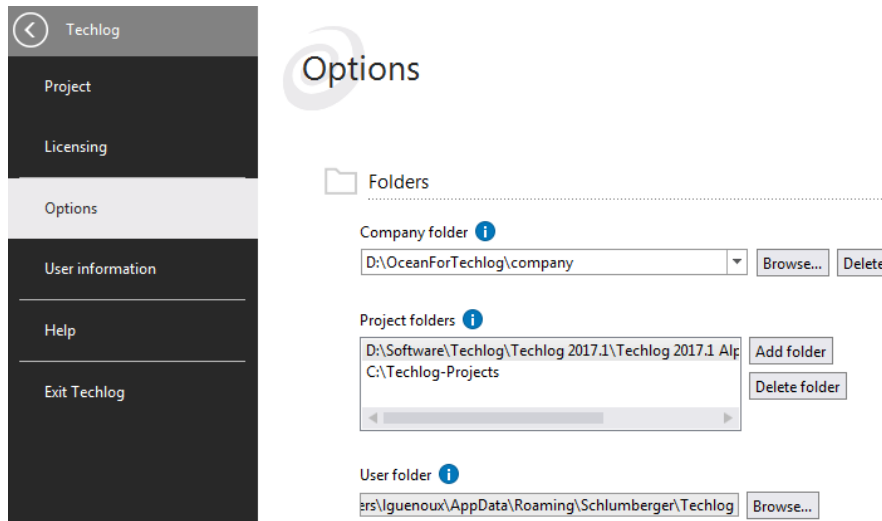 Techlog
Project
Licensing
Options
User information
Help
Exit Techlog
Options
Folders
Company folder i
D:\OceanForTechlog\company Browse... Delete
Project folders i
D:\Software\Techlog\Techlog 2017.1\Techlog 2017.1 Alp Add folder
C:\Techlog-Projects
Delete folder
User folder i
ers\lguenoux\AppData\Roaming\Schlumberger\Techlog Browse...